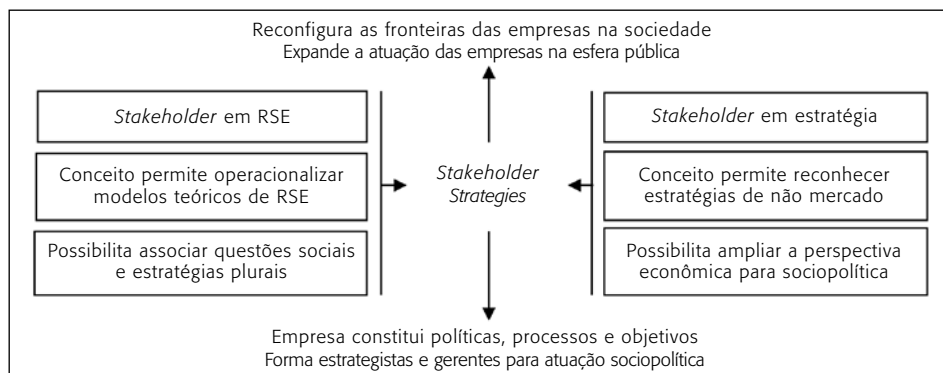 Reconfigura as fronteiras das empresas na sociedade
Expande a atuação das empresas na esfera pública
Stakeholder em RSE
Conceito permite operacionalizar
modelos teóricos de RSE
Possibilita associar questões sociais
e estratégias plurais
Stakeholder
Strategies
Stakeholder em estratégia
Conceito permite reconhecer
estratégias de não mercado
Possibilita ampliar a perspectiva
econômica para sociopolítica
Empresa constitui políticas, processos e objetivos
Forma estrategistas e gerentes para atuação sociopolítica